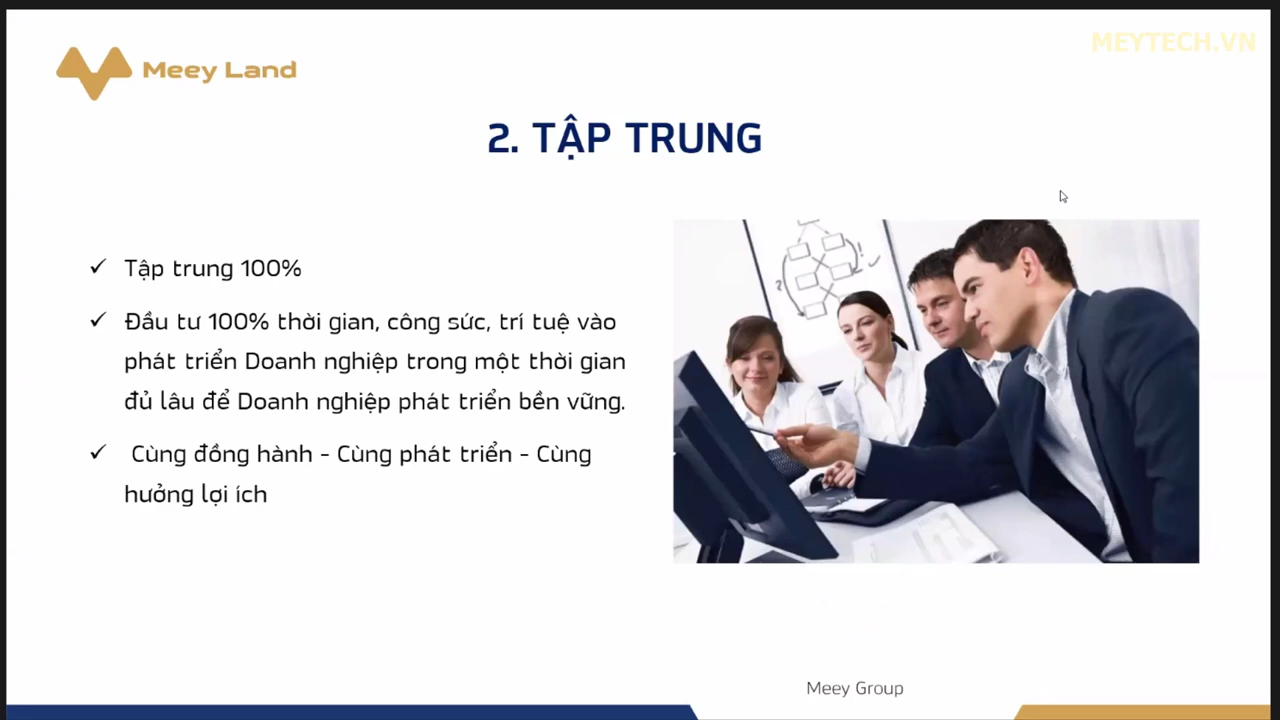 MEYTECH.VN
Meey Land
2. TẬP TRUNG
✓ Tập trung 100%
✓ Đầu tư 100% thời gian, công sức, trí tuệ vào
phát triển Doanh nghiệp trong một thời gian
đủ lâu để Doanh nghiệp phát triển bền vững.
✓ Cùng đồng hành - Cùng phát triển - Cùng
hưởng lợi ích
Meey Group